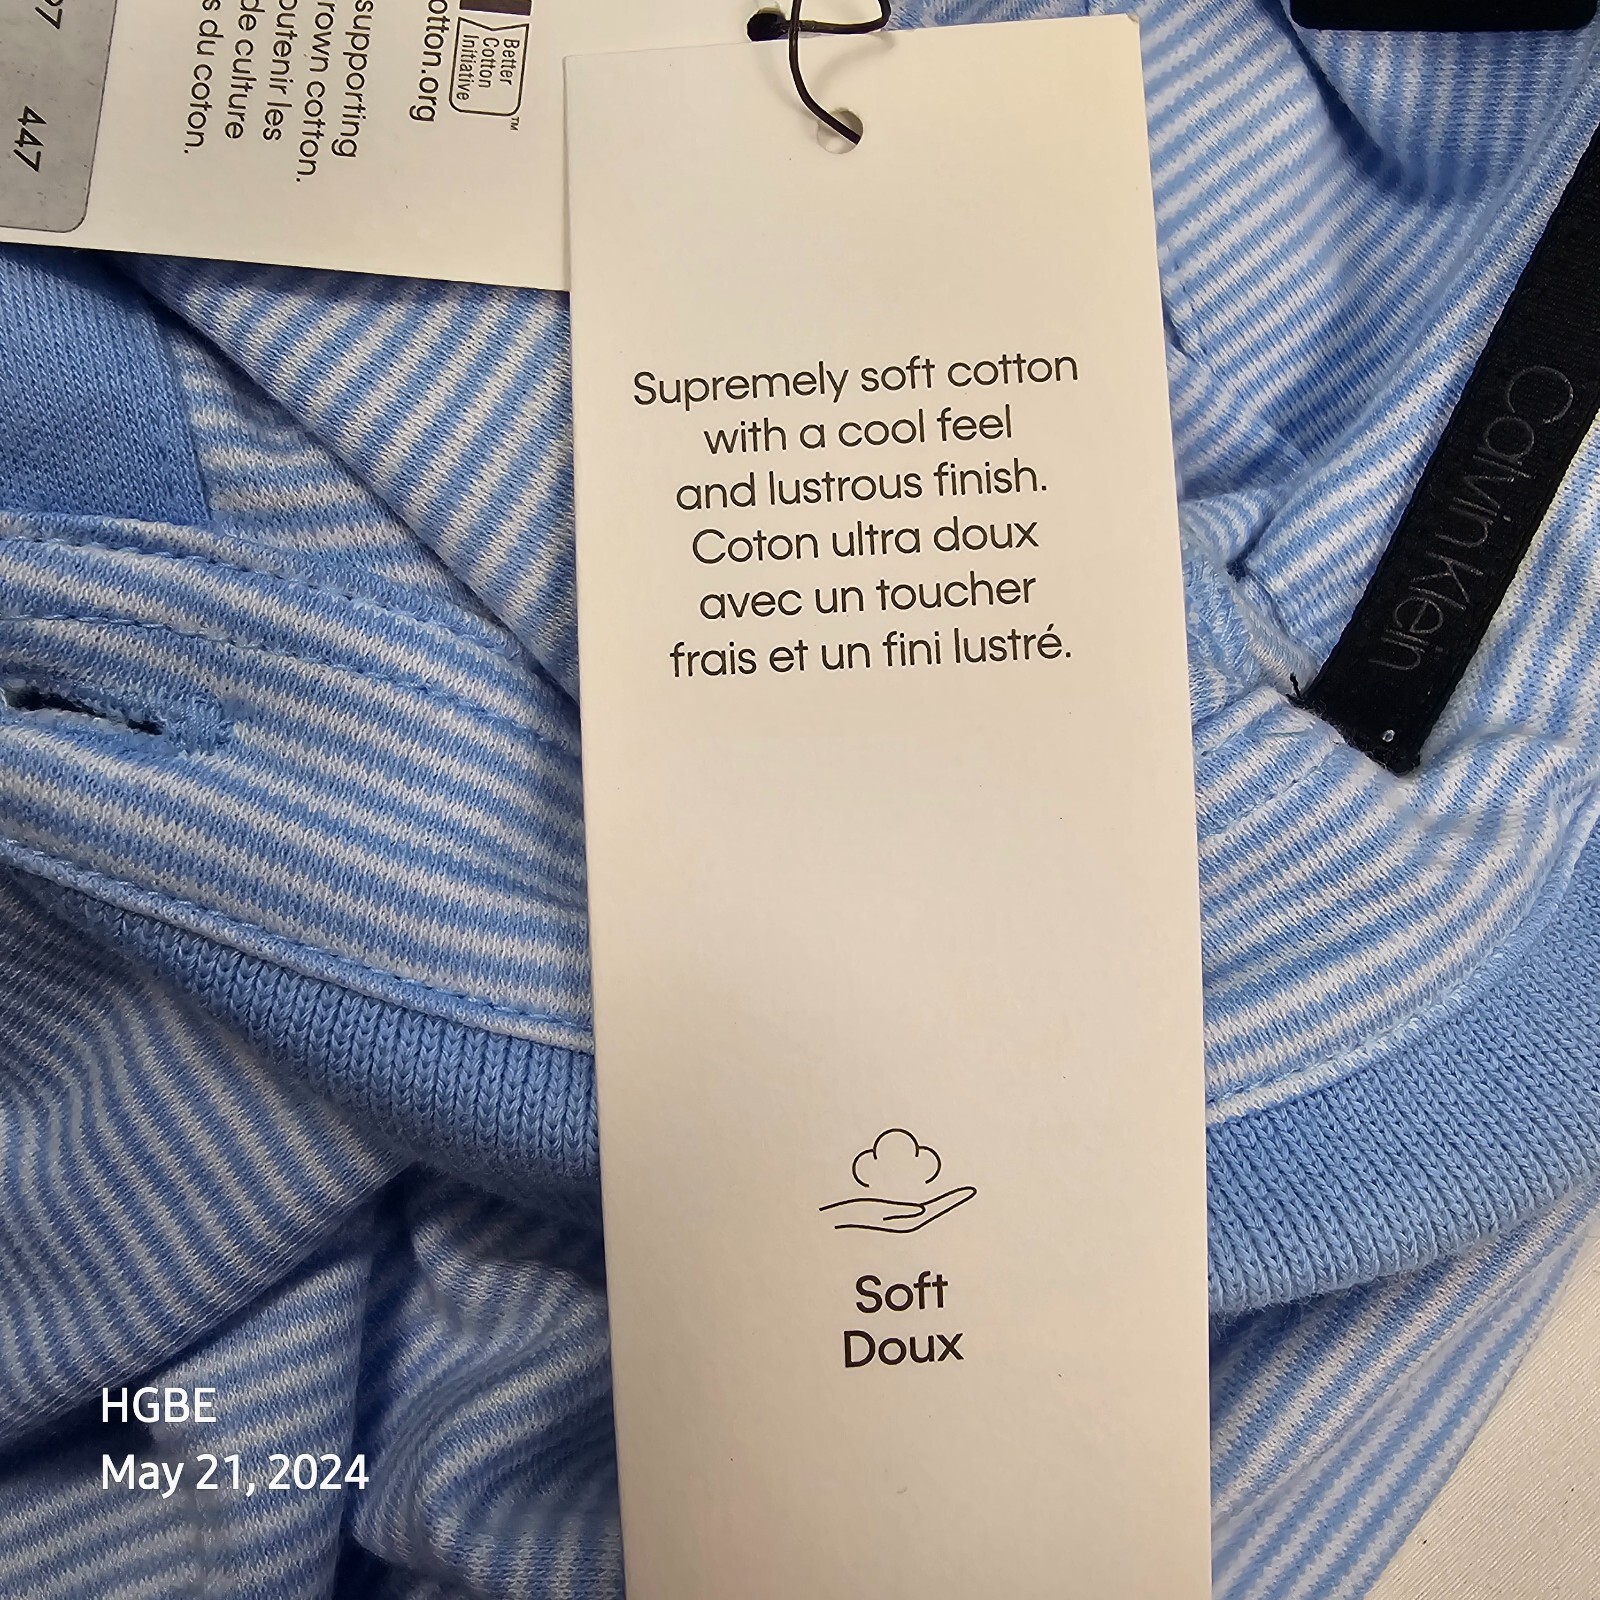 97
447
supporting
rown cotton.
outenir les
de culture
s du coton.
otton.org
Better
Cotton
Initiative
TM
Supremely soft cotton
with a cool feel
and lustrous finish.
Coton ultra doux
avec un toucher
frais et un fini lustré.
Soft
Doux
Calvin Klein
HGBE
May 21, 2024